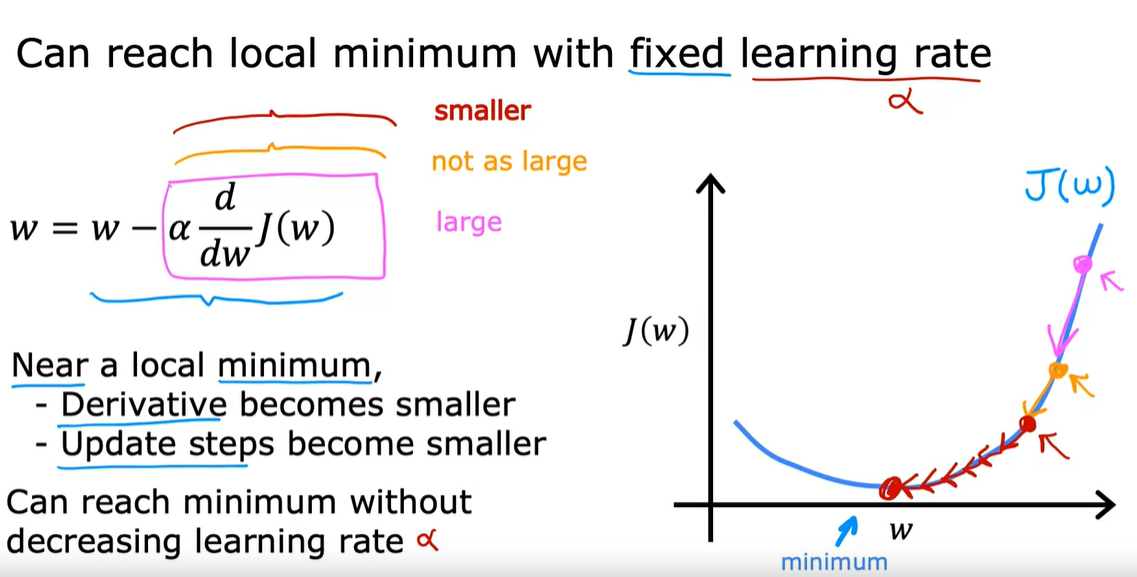 Can reach local minimum with fixed learning rate
α
smaller
not as large
large
w = w − α d/dw J(w)
Near a local minimum,
- Derivative becomes smaller
- Update steps become smaller
Can reach minimum without
decreasing learning rate α
J(w)
J(w)
w
minimum